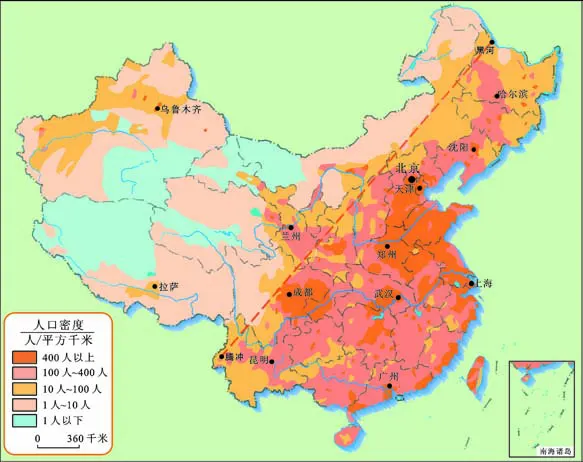 黑河
哈尔滨
乌鲁木齐
沈阳
北京
天津
兰州
郑州
拉萨
成都
武汉
上海
腾冲
昆明
广州
人口密度
人/平方千米
400人以上
100人~400人
10人~100人
1人~10人
1人以下
0 360千米
南海诸岛